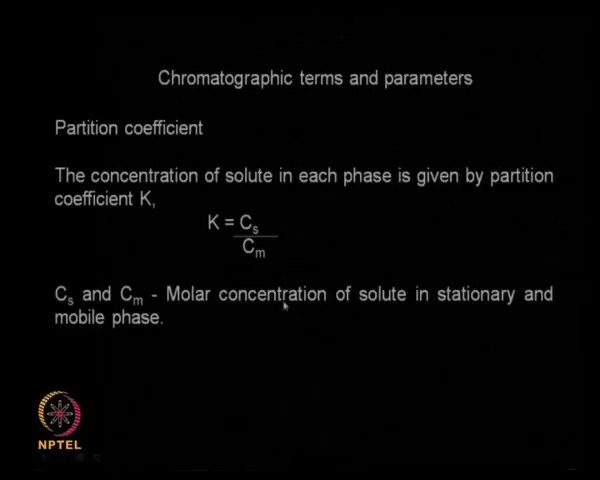 Chromatographic terms and parameters
Partition coefficient
The concentration of solute in each phase is given by partition
coefficient K,
K = Cs
Cm
Cs and Cm - Molar concentration of solute in stationary and
mobile phase.
NPTEL